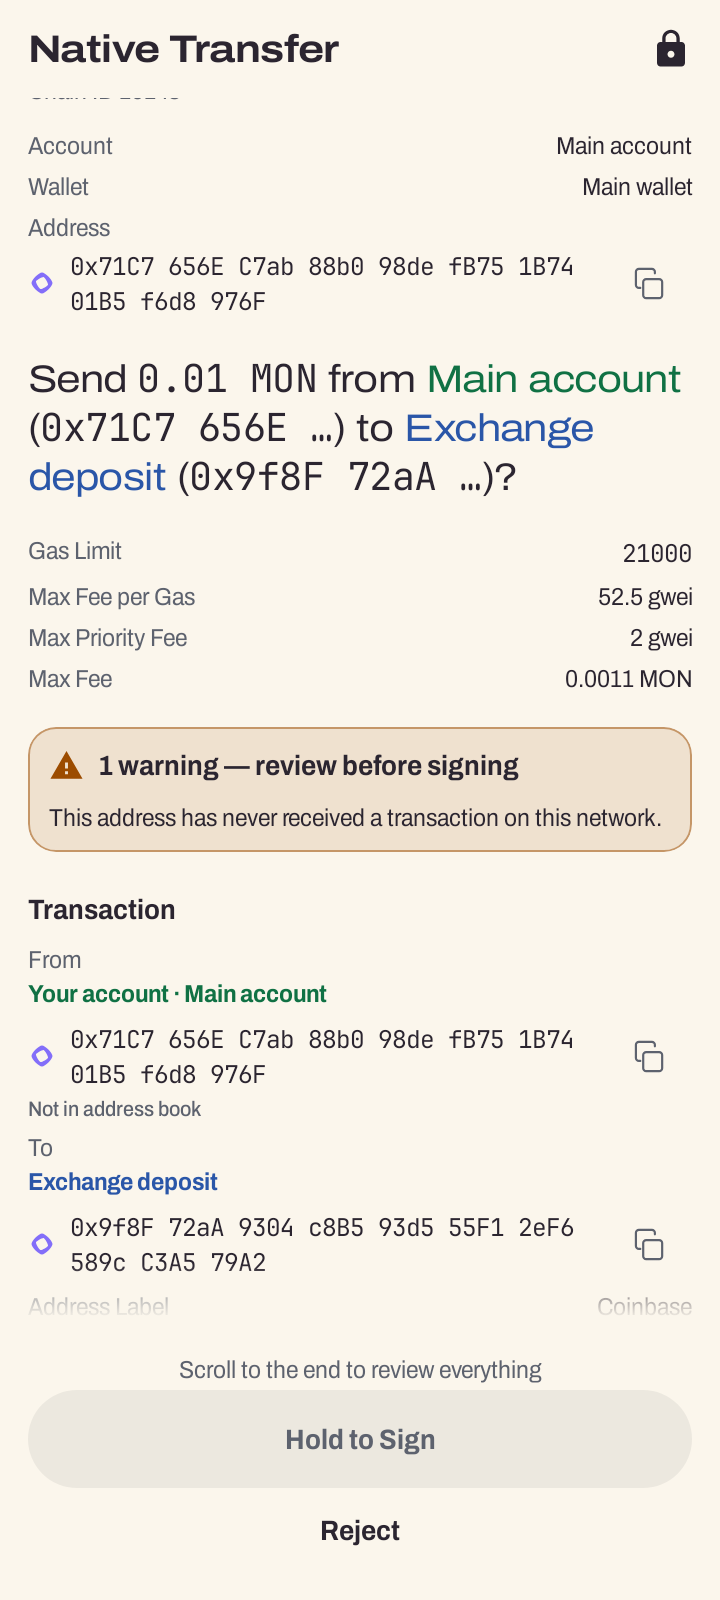 Native Transfer
Account
Main account
Wallet
Main wallet
Address
0x71C7 656E C7ab 88b0 98de fB75 1B74
01B5 f6d8 976F
Send 0.01 MON from Main account
(0x71C7 656E …) to Exchange
deposit (0x9f8F 72aA …)?
Gas Limit
21000
Max Fee per Gas
52.5 gwei
Max Priority Fee
2 gwei
Max Fee
0.0011 MON
1 warning — review before signing
This address has never received a transaction on this network.
Transaction
From
Your account · Main account
0x71C7 656E C7ab 88b0 98de fB75 1B74
01B5 f6d8 976F
Not in address book
To
Exchange deposit
0x9f8F 72aA 9304 c8B5 93d5 55F1 2eF6
589c C3A5 79A2
Address Label
Coinbase
Scroll to the end to review everything
Hold to Sign
Reject